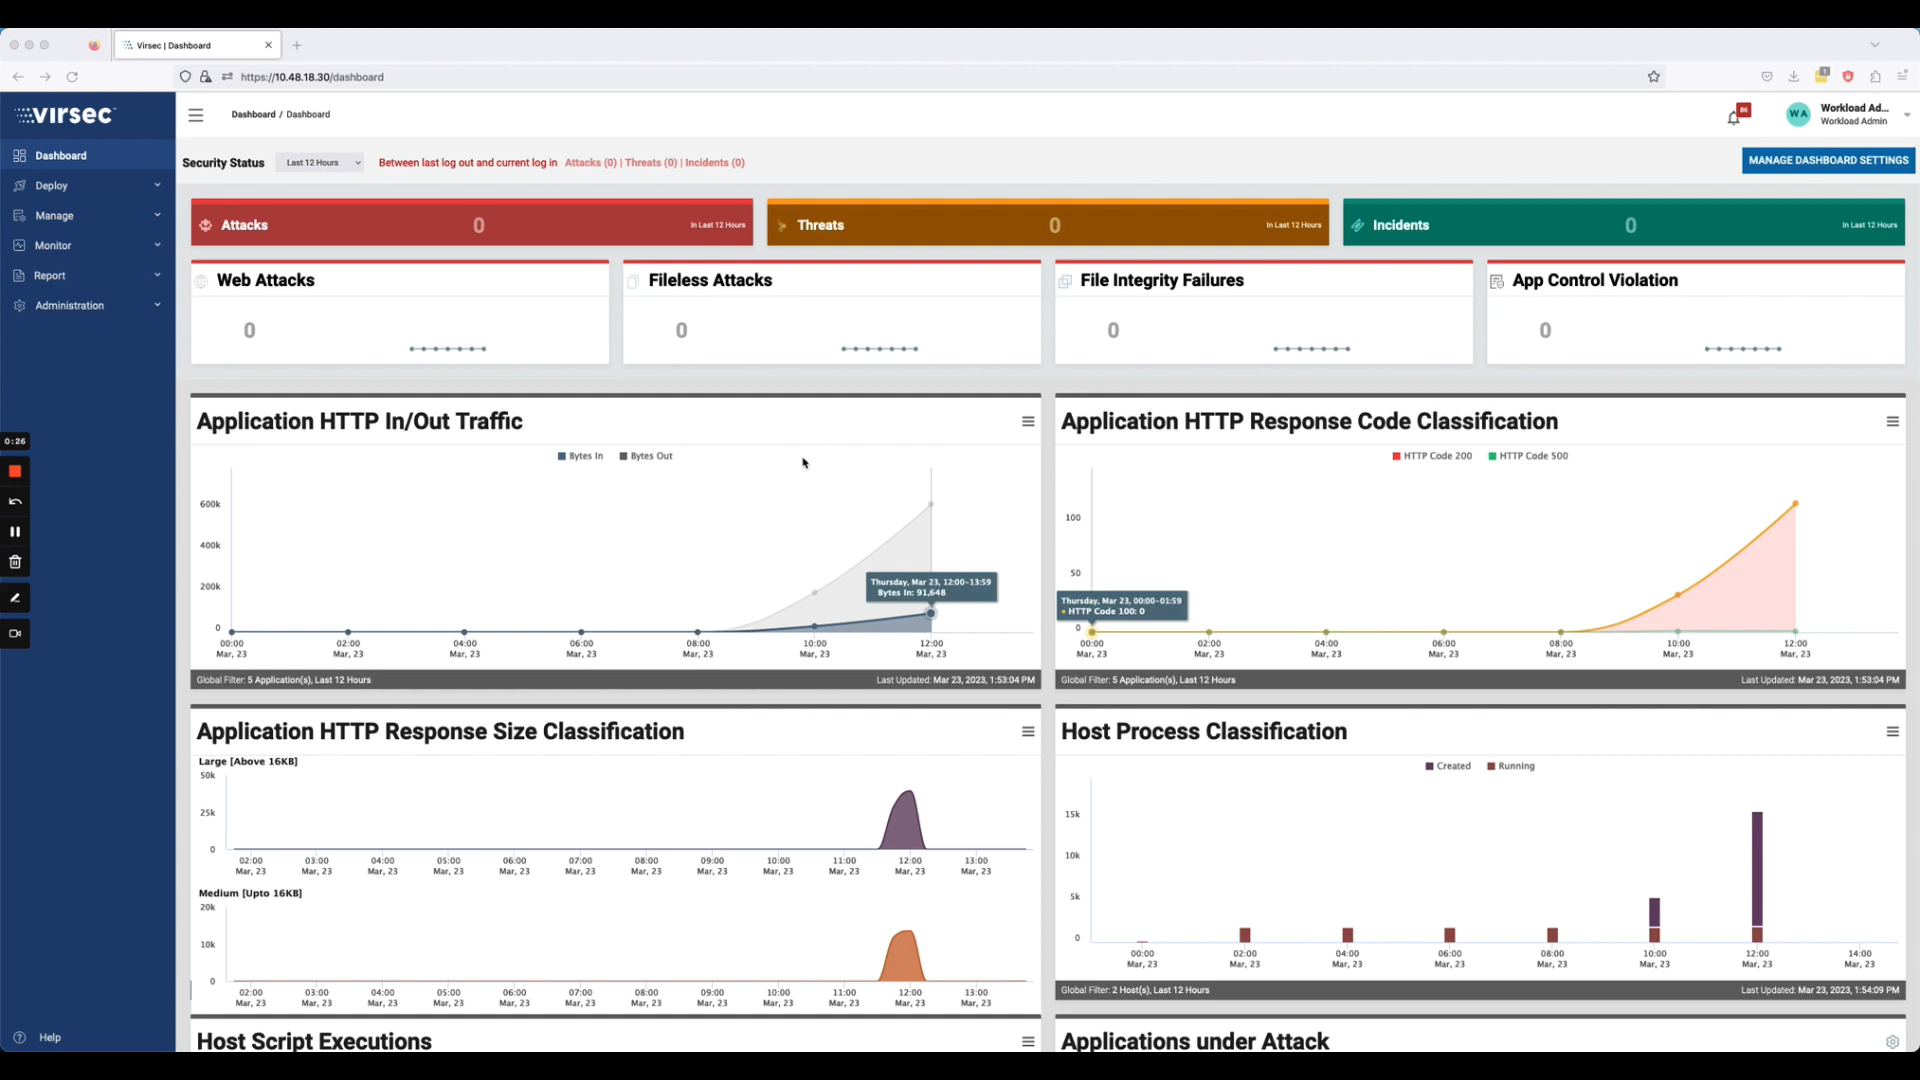 Virsec | Dashboard
https://10.48.18.30/dashboard
1
virsec
Dashboard / Dashboard
86
WA
Workload Ad...
Workload Admin
Dashboard
Deploy
Manage
Monitor
Report
Administration
Help
0:26
Security Status
Last 12 Hours
Between last log out and current log in Attacks (0) | Threats (0) | Incidents (0)
MANAGE DASHBOARD SETTINGS
Attacks 0 In Last 12 Hours
Threats 0 In Last 12 Hours
Incidents 0 In Last 12 Hours
Web Attacks
0
Fileless Attacks
0
File Integrity Failures
0
App Control Violation
0
Application HTTP In/Out Traffic
Bytes In Bytes Out
600k
400k
200k
0
Thursday, Mar 23, 12:00-13:59
Bytes In: 91,648
00:00 02:00 04:00 06:00 08:00 10:00 12:00
Mar, 23 Mar, 23 Mar, 23 Mar, 23 Mar, 23 Mar, 23 Mar, 23
Global Filter: 5 Application(s), Last 12 Hours Last Updated: Mar 23, 2023, 1:53:04 PM
Application HTTP Response Code Classification
HTTP Code 200 HTTP Code 500
100
50
0
Thursday, Mar 23, 00:00-01:59
HTTP Code 100: 0
00:00 02:00 04:00 06:00 08:00 10:00 12:00
Mar, 23 Mar, 23 Mar, 23 Mar, 23 Mar, 23 Mar, 23 Mar, 23
Global Filter: 5 Application(s), Last 12 Hours Last Updated: Mar 23, 2023, 1:53:04 PM
Application HTTP Response Size Classification
Large [Above 16KB]
50k
25k
0
02:00 03:00 04:00 05:00 06:00 07:00 08:00 09:00 10:00 11:00 12:00 13:00
Mar, 23 Mar, 23 Mar, 23 Mar, 23 Mar, 23 Mar, 23 Mar, 23 Mar, 23 Mar, 23 Mar, 23 Mar, 23 Mar, 23
Medium [Upto 16KB]
20k
10k
0
02:00 03:00 04:00 05:00 06:00 07:00 08:00 09:00 10:00 11:00 12:00 13:00
Mar, 23 Mar, 23 Mar, 23 Mar, 23 Mar, 23 Mar, 23 Mar, 23 Mar, 23 Mar, 23 Mar, 23 Mar, 23 Mar, 23
Host Process Classification
Created Running
15k
10k
5k
0
00:00 02:00 04:00 06:00 08:00 10:00 12:00 14:00
Mar, 23 Mar, 23 Mar, 23 Mar, 23 Mar, 23 Mar, 23 Mar, 23 Mar, 23
Global Filter: 2 Host(s), Last 12 Hours Last Updated: Mar 23, 2023, 1:54:09 PM
Host Script Executions
Applications under Attack